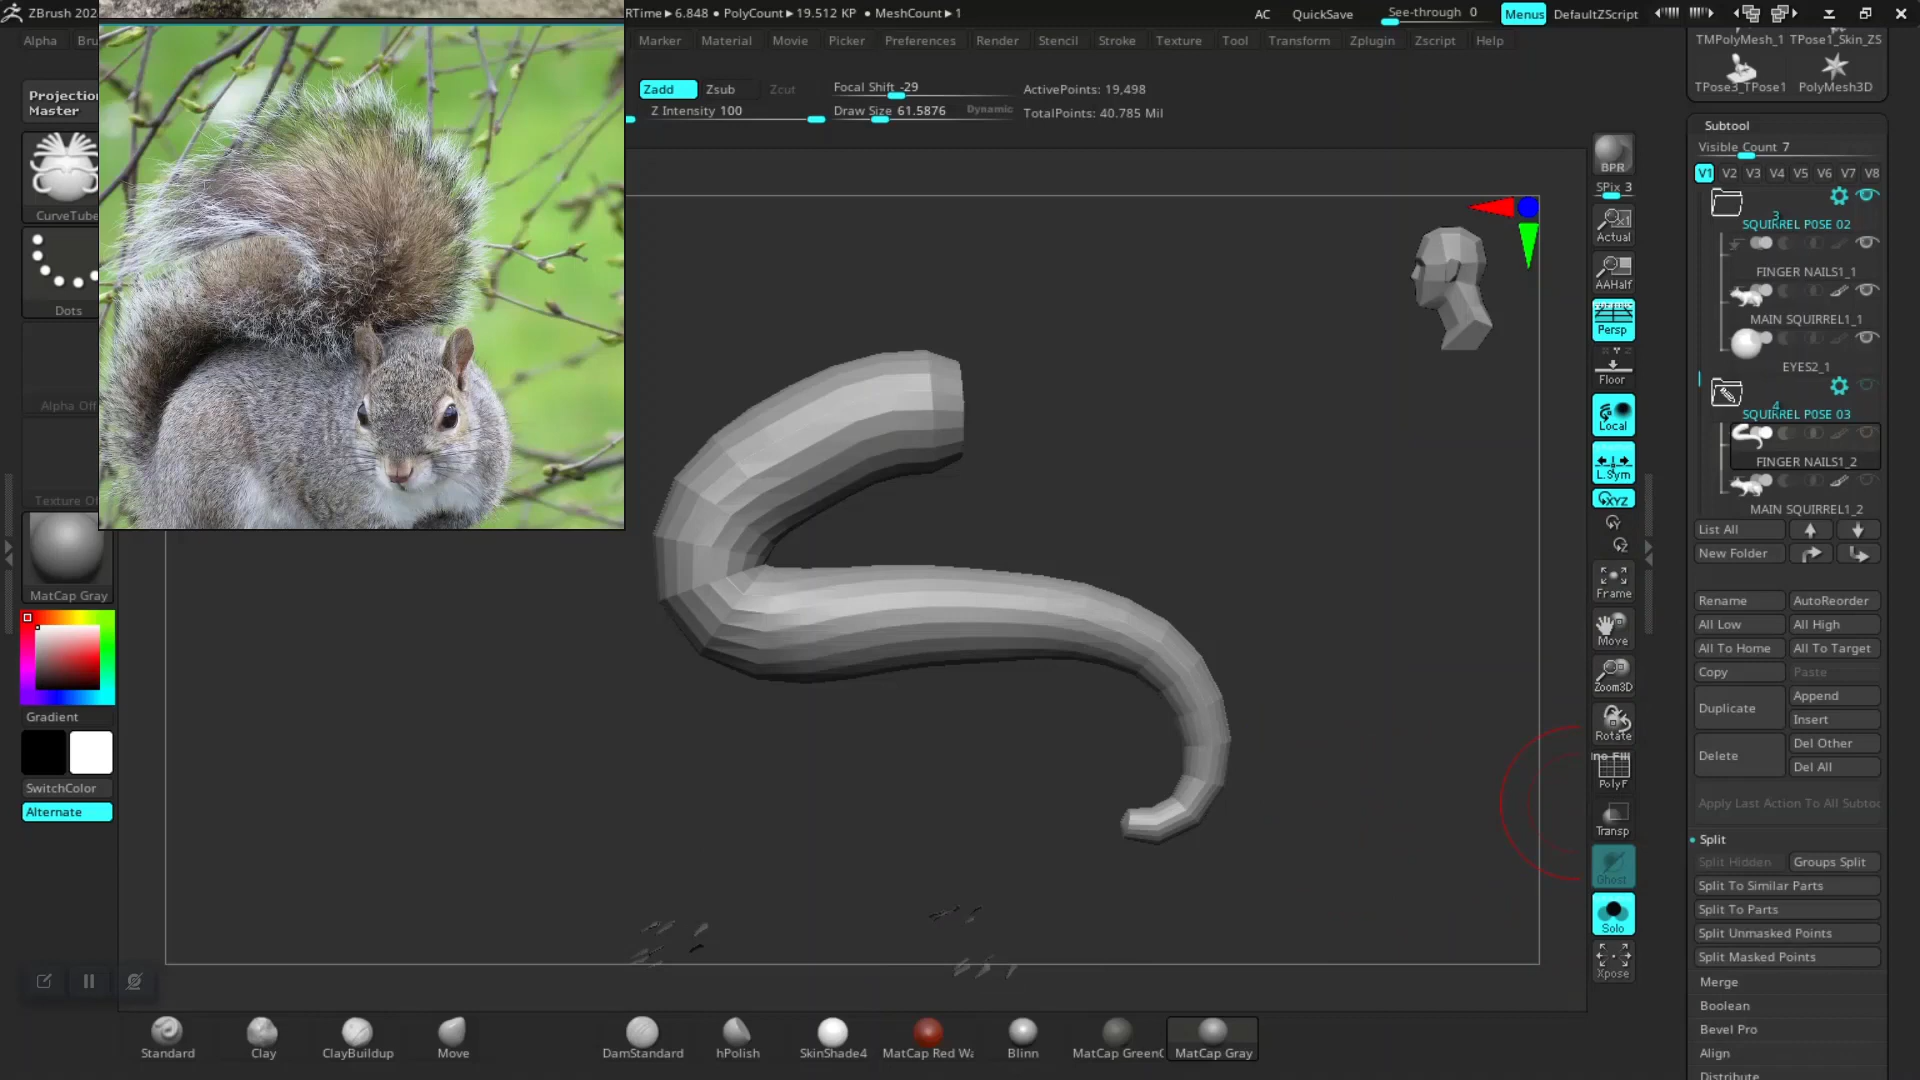 ZBrush 202
RTime▸6.848 • PolyCount▸19.512 KP • MeshCount▸1
AC QuickSave See-through 0 Menus DefaultZScript
Alpha Bru Marker Material Movie Picker Preferences Render Stencil Stroke Texture Tool Transform Zplugin Zscript Help
TMPolyMesh_1 TPose1_Skin_ZS
TPose3_TPose1 PolyMesh3D
Projection
Master
Zadd Zsub Zcut Focal Shift -29 ActivePoints: 19,498
Z Intensity 100 Draw Size 61.5876 Dynamic TotalPoints: 40.785 Mil
CurveTube
Dots
Alpha Off
Texture Of
MatCap Gray
Gradient
SwitchColor
Alternate
BPR
SPix 3
Actual
AAHalf
Persp
Floor
Local
L.Sym
XYZ
Y
Z
Frame
Move
Zoom3D
Rotate
ine Fill
PolyF
Transp
Ghost
Solo
Xpose
Subtool
Visible Count 7
V1 V2 V3 V4 V5 V6 V7 V8
3
SQUIRREL POSE 02
FINGER NAILS1_1
MAIN SQUIRREL1_1
EYES2_1
4
SQUIRREL POSE 03
FINGER NAILS1_2
MAIN SQUIRREL1_2
List All
New Folder
Rename AutoReorder
All Low All High
All To Home All To Target
Copy Paste
Duplicate Append
Insert
Delete Del Other
Del All
Apply Last Action To All Subtoo
Split
Split Hidden Groups Split
Split To Similar Parts
Split To Parts
Split Unmasked Points
Split Masked Points
Merge
Boolean
Bevel Pro
Align
Distribute
Standard Clay ClayBuildup Move DamStandard hPolish SkinShade4 MatCap Red Wa Blinn MatCap GreenC MatCap Gray